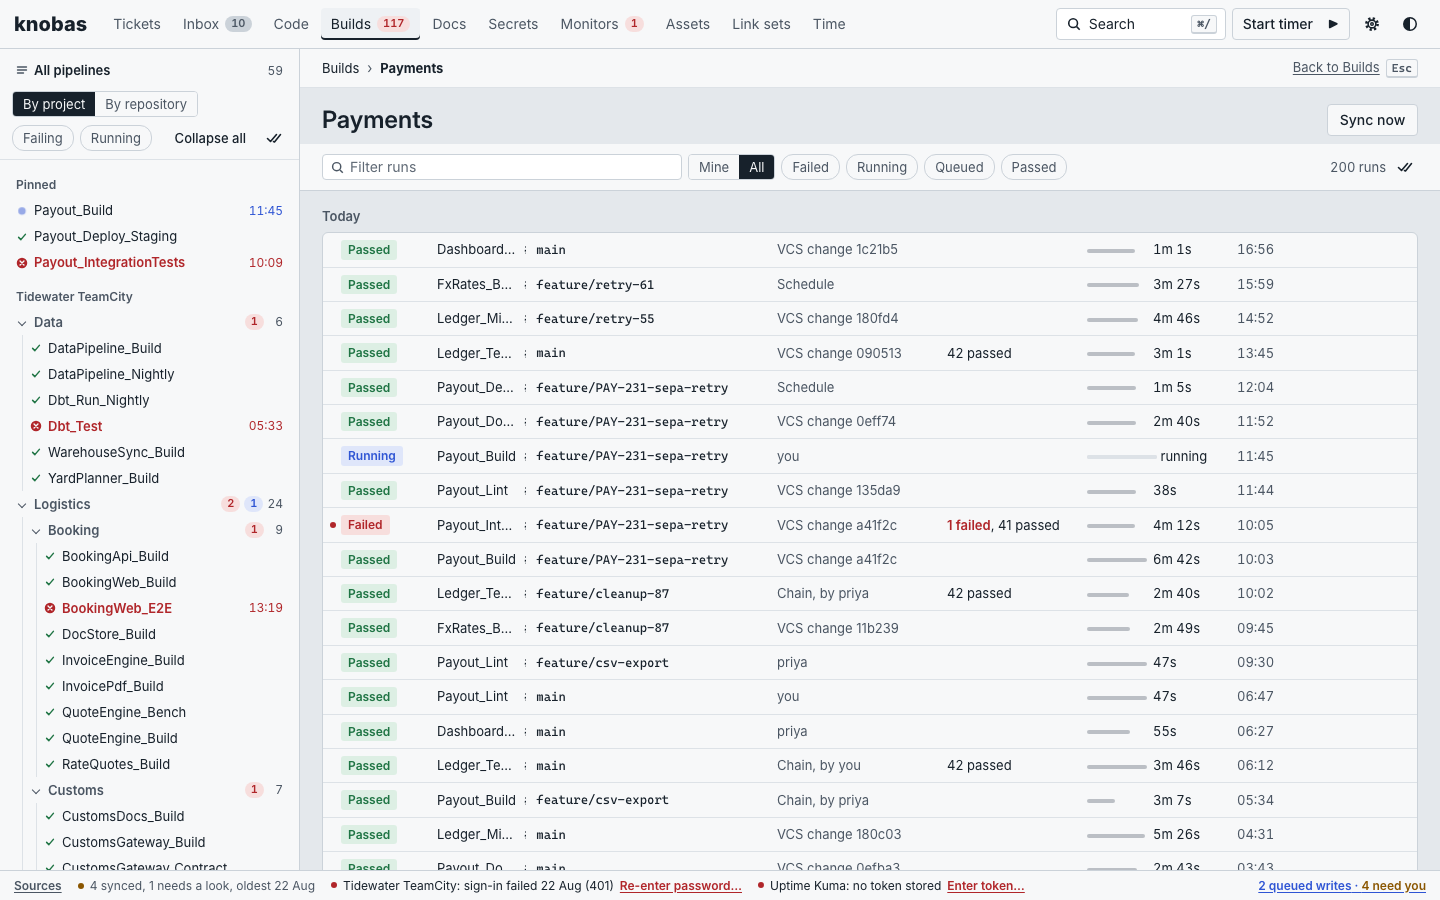 knobas Tickets Inbox 10 Code Builds 117 Docs Secrets Monitors 1 Assets Link sets Time Search ⌘/ Start timer
All pipelines 59
By project By repository
Failing Running Collapse all
Pinned
Payout_Build 11:45
Payout_Deploy_Staging
Payout_IntegrationTests 10:09
Tidewater TeamCity
Data 1 6
DataPipeline_Build
DataPipeline_Nightly
Dbt_Run_Nightly
Dbt_Test 05:33
WarehouseSync_Build
YardPlanner_Build
Logistics 2 1 24
Booking 1 9
BookingApi_Build
BookingWeb_Build
BookingWeb_E2E 13:19
DocStore_Build
InvoiceEngine_Build
InvoicePdf_Build
QuoteEngine_Bench
QuoteEngine_Build
RateQuotes_Build
Customs 1 7
CustomsDocs_Build
CustomsGateway_Build
CustomsGateway_Contract
Builds › Payments Back to Builds Esc
Payments Sync now
Filter runs Mine All Failed Running Queued Passed 200 runs
Today
Passed Dashboard... main VCS change 1c21b5 1m 1s 16:56
Passed FxRates_B... feature/retry-61 Schedule 3m 27s 15:59
Passed Ledger_Mi... feature/retry-55 VCS change 180fd4 4m 46s 14:52
Passed Ledger_Te... main VCS change 090513 42 passed 3m 1s 13:45
Passed Payout_De... feature/PAY-231-sepa-retry Schedule 1m 5s 12:04
Passed Payout_Do... feature/PAY-231-sepa-retry VCS change 0eff74 2m 40s 11:52
Running Payout_Build feature/PAY-231-sepa-retry you running 11:45
Passed Payout_Lint feature/PAY-231-sepa-retry VCS change 135da9 38s 11:44
Failed Payout_Int... feature/PAY-231-sepa-retry VCS change a41f2c 1 failed, 41 passed 4m 12s 10:05
Passed Payout_Build feature/PAY-231-sepa-retry VCS change a41f2c 6m 42s 10:03
Passed Ledger_Te... feature/cleanup-87 Chain, by priya 42 passed 2m 40s 10:02
Passed FxRates_B... feature/cleanup-87 VCS change 11b239 2m 49s 09:45
Passed Payout_Lint feature/csv-export priya 47s 09:30
Passed Payout_Lint main you 47s 06:47
Passed Dashboard... main priya 55s 06:27
Passed Ledger_Te... main Chain, by you 42 passed 3m 46s 06:12
Passed Payout_Build feature/csv-export Chain, by priya 3m 7s 05:34
Passed Ledger_Mi... main VCS change 180c03 5m 26s 04:31
Passed Payout_Do... main VCS change 0efba3 2m 43s 03:43
Sources 4 synced, 1 needs a look, oldest 22 Aug Tidewater TeamCity: sign-in failed 22 Aug (401) Re-enter password... Uptime Kuma: no token stored Enter token... 2 queued writes · 4 need you